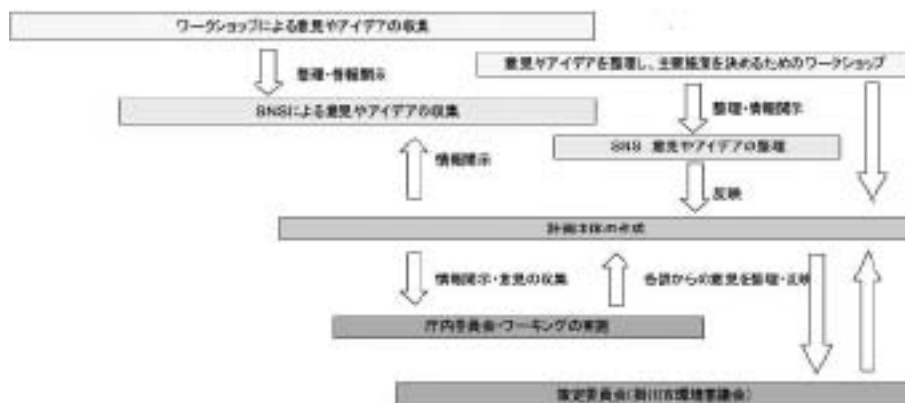 ワークショップによる意見やアイデアの収集
意見やアイデアを整理し、主要施策を決めるためのワークショップ
整理・情報開示
SNSによる意見やアイデアの収集
整理・情報開示
SNS 意見やアイデアの整理
情報開示
反映
計画主体の作成
情報開示・意見の収集
各課からの意見を整理・反映
庁内委員会・ワーキングの実施
策定委員会(掛川市環境審議会)